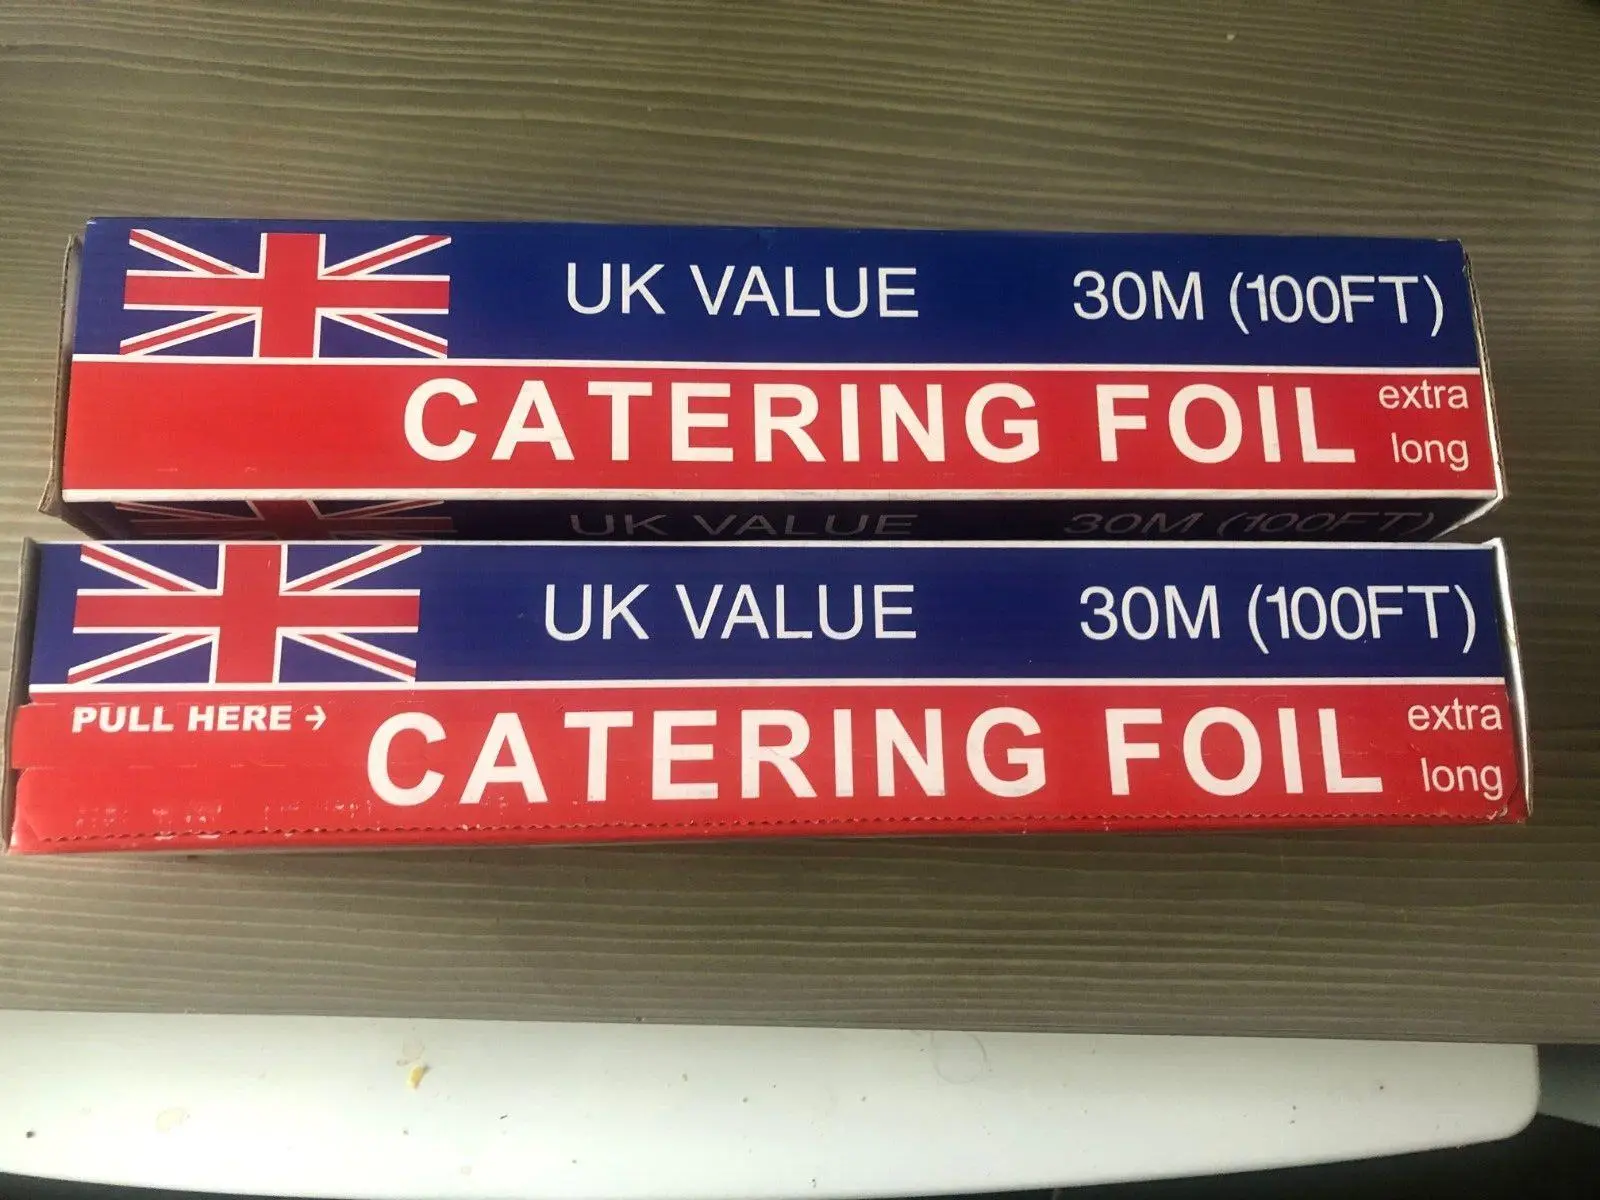 UK VALUE 30M (100FT)
CATERING FOIL extra long
UK VALUE 30M (100FT)
UK VALUE 30M (100FT)
PULL HERE →
CATERING FOIL extra long